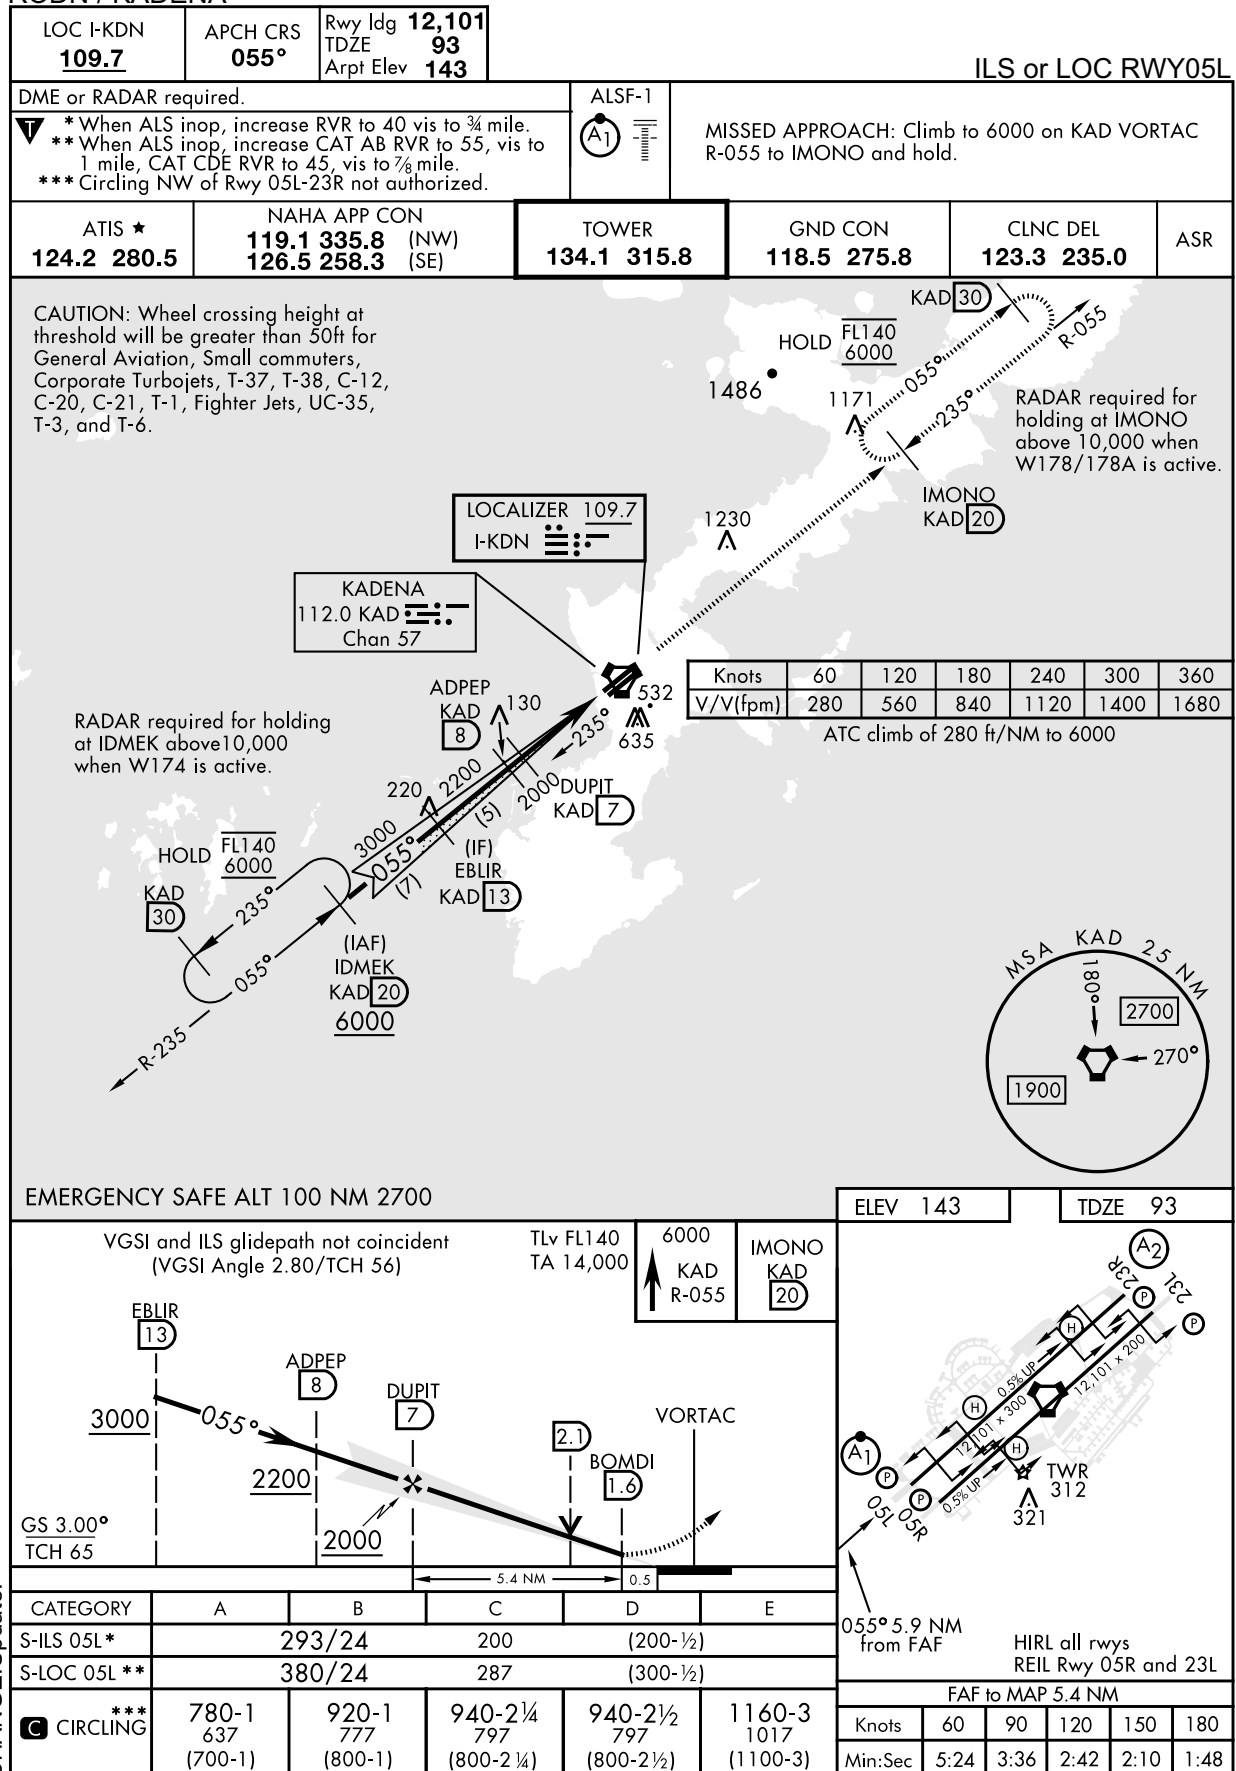 LOC I-KDN
109.7
APCH CRS
055°
Rwy ldg 12,101
TDZE 93
Arpt Elev 143
ILS or LOC RWY05L
DME or RADAR required.
T
* When ALS inop, increase RVR to 40 vis to ¾ mile.
** When ALS inop, increase CAT AB RVR to 55, vis to
1 mile, CAT CDE RVR to 45, vis to ⅞ mile.
*** Circling NW of Rwy 05L-23R not authorized.
ALSF-1
A1
MISSED APPROACH: Climb to 6000 on KAD VORTAC
R-055 to IMONO and hold.
ATIS ★
124.2 280.5
NAHA APP CON
119.1 335.8 (NW)
126.5 258.3 (SE)
TOWER
134.1 315.8
GND CON
118.5 275.8
CLNC DEL
123.3 235.0
ASR
CAUTION: Wheel crossing height at
threshold will be greater than 50ft for
General Aviation, Small commuters,
Corporate Turbojets, T-37, T-38, C-12,
C-20, C-21, T-1, Fighter Jets, UC-35,
T-3, and T-6.
KAD 30
HOLD FL140
6000
R-055
055°
235°
1486
1171
RADAR required for
holding at IMONO
above 10,000 when
W178/178A is active.
IMONO
KAD 20
LOCALIZER 109.7
I-KDN
1230
KADENA
112.0 KAD
Chan 57
Knots 60 120 180 240 300 360
V/V(fpm) 280 560 840 1120 1400 1680
ATC climb of 280 ft/NM to 6000
532
635
235°
ADPEP
KAD
8
130
RADAR required for holding
at IDMEK above10,000
when W174 is active.
DUPIT
KAD 7
220
2200
2000
(5)
3000
055°
(7)
(IF)
EBLIR
KAD 13
HOLD FL140
6000
KAD
30
235°
055°
R-235
(IAF)
IDMEK
KAD 20
6000
MSA KAD 25 NM
180°
2700
270°
1900
EMERGENCY SAFE ALT 100 NM 2700
VGSI and ILS glidepath not coincident
(VGSI Angle 2.80/TCH 56)
TLv FL140
TA 14,000
6000
KAD
R-055
IMONO
KAD
20
EBLIR
13
ADPEP
8
DUPIT
7
2.1
BOMDI
1.6
VORTAC
3000
055°
2200
2000
GS 3.00°
TCH 65
5.4 NM
0.5
ELEV 143
TDZE 93
A2
23R
23L
P
P
H
H
H
0.5% UP
12,101 x 200
12,101 x 300
0.5% UP
A1
P
P
05L
05R
TWR
312
321
055° 5.9 NM
from FAF
HIRL all rwys
REIL Rwy 05R and 23L
CATEGORY A B C D E
S-ILS 05L* 293/24 200 (200-½)
S-LOC 05L ** 380/24 287 (300-½)
C CIRCLING ***
780-1 920-1 940-2¼ 940-2½ 1160-3
637 777 797 797 1017
(700-1) (800-1) (800-2¼) (800-2½) (1100-3)
FAF to MAP 5.4 NM
Knots 60 90 120 150 180
Min:Sec 5:24 3:36 2:42 2:10 1:48